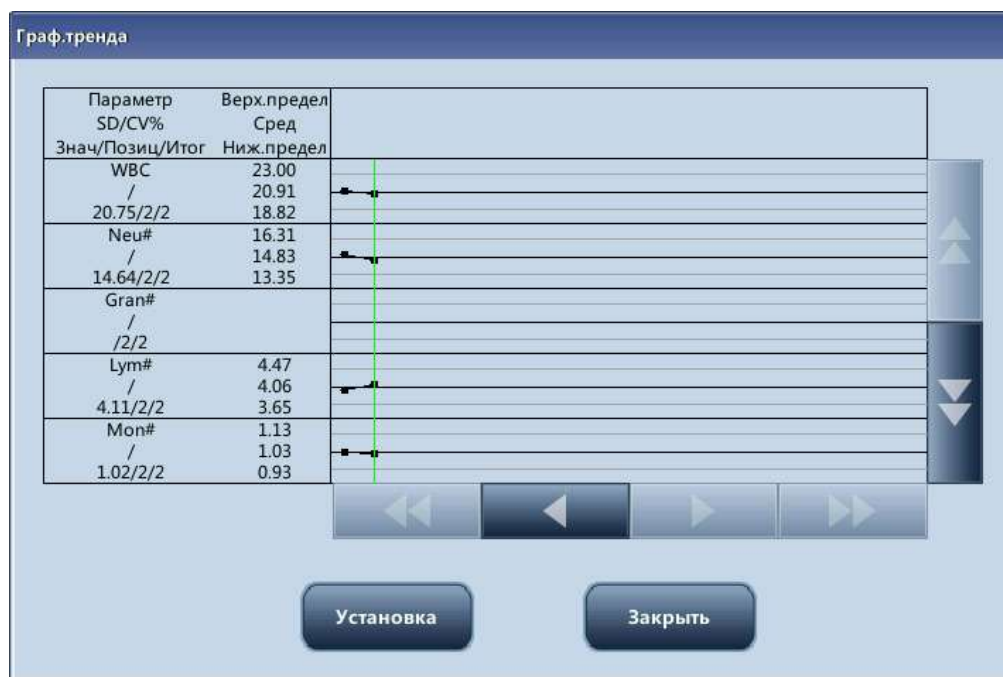 Граф.тренда
Параметр Верх.предел
SD/CV% Сред
Знач/Позиц/Итог Ниж.предел
WBC 23.00
/ 20.91
20.75/2/2 18.82
Neu# 16.31
/ 14.83
14.64/2/2 13.35
Gran#
/
/2/2
Lym# 4.47
/ 4.06
4.11/2/2 3.65
Mon# 1.13
/ 1.03
1.02/2/2 0.93
Установка Закрыть